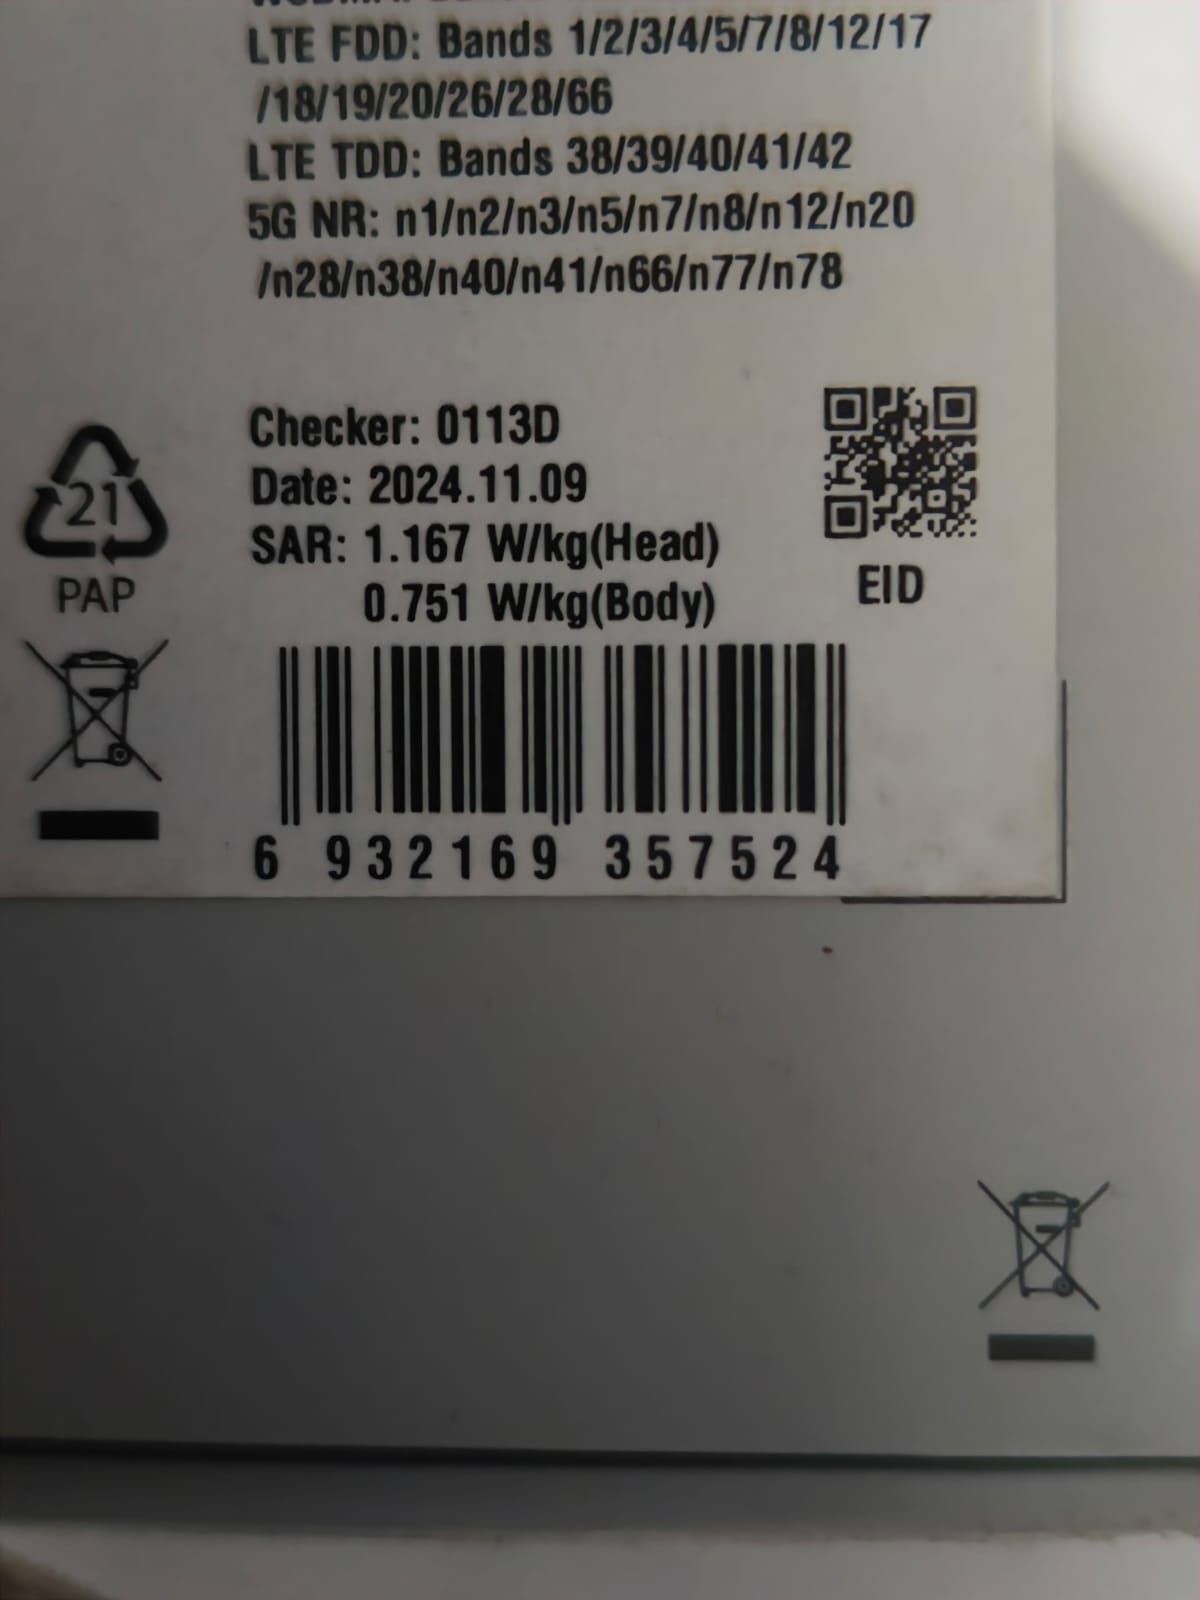 LTE FDD: Bands 1/2/3/4/5/7/8/12/17
/18/19/20/26/28/66
LTE TDD: Bands 38/39/40/41/42
5G NR: n1/n2/n3/n5/n7/n8/n12/n20
/n28/n38/n40/n41/n66/n77/n78
Checker: 0113D
Date: 2024.11.09
SAR: 1.167 W/kg(Head)
0.751 W/kg(Body)
EID
21
PAP
6 932169 357524